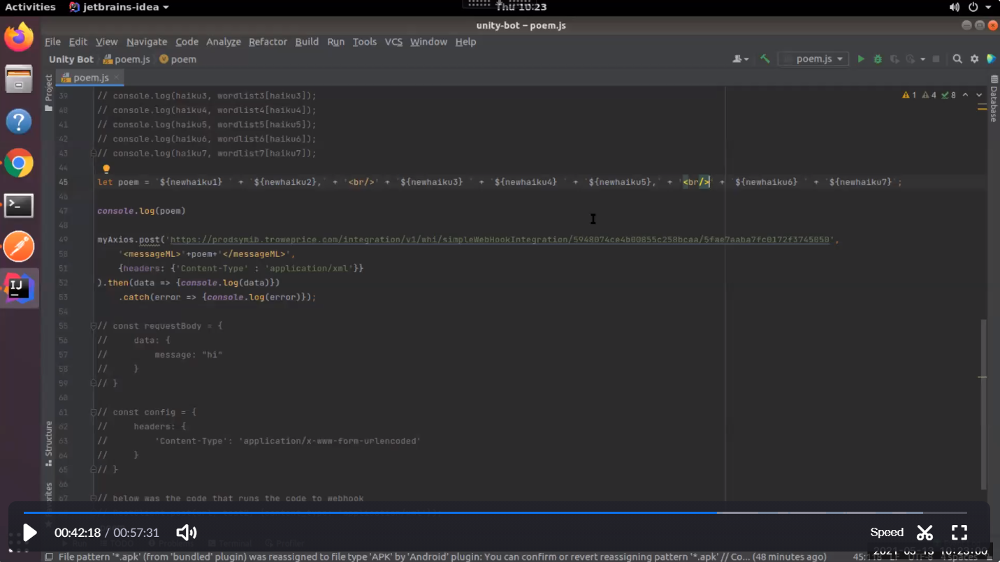 Activities jetbrains-idea Thu 10:23
unity-bot – poem.js
File Edit View Navigate Code Analyze Refactor Build Run Tools VCS Window Help
Unity Bot poem.js poem poem.js
poem.js
Project
Database
1 4 8
39 // console.log(haiku3, wordlist3[haiku3]);
40 // console.log(haiku4, wordlist4[haiku4]);
41 // console.log(haiku5, wordlist5[haiku5]);
42 // console.log(haiku6, wordlist6[haiku6]);
43 // console.log(haiku7, wordlist7[haiku7]);
44
45 let poem = `${newhaiku1} ` + `${newhaiku2},` + '<br/>' + `${newhaiku3} ` + `${newhaiku4} ` + `${newhaiku5},` + '<br/>' + `${newhaiku6} ` + `${newhaiku7}`;
46
47 console.log(poem)
48
49 myAxios.post('https://prodsymib.troweprice.com/integration/v1/whi/simpleWebHookIntegration/5948074ce4b00855c258bcaa/5fae7aaba7fc0172f3745050',
50 '<messageML>'+poem+'</messageML>',
51 {headers: {'Content-Type' : 'application/xml'}}
52 ).then(data => {console.log(data)})
53 .catch(error => {console.log(error)});
54
55 // const requestBody = {
56 // data: {
57 // message: "hi"
58 // }
59 // }
60
61 // const config = {
62 // headers: {
63 'Content-Type': 'application/x-www-form-urlencoded'
64 // }
65 // }
66
67 // below was the code that runs the code to webhook
Structure
00:42:18 / 00:57:31 Speed
Run TODO Problems Terminal Profiler
File pattern '*.apk' (from 'bundled' plugin) was reassigned to file type 'APK' by 'Android' plugin: You can confirm or revert reassigning pattern '*.apk' // Co... (48 minutes ago)